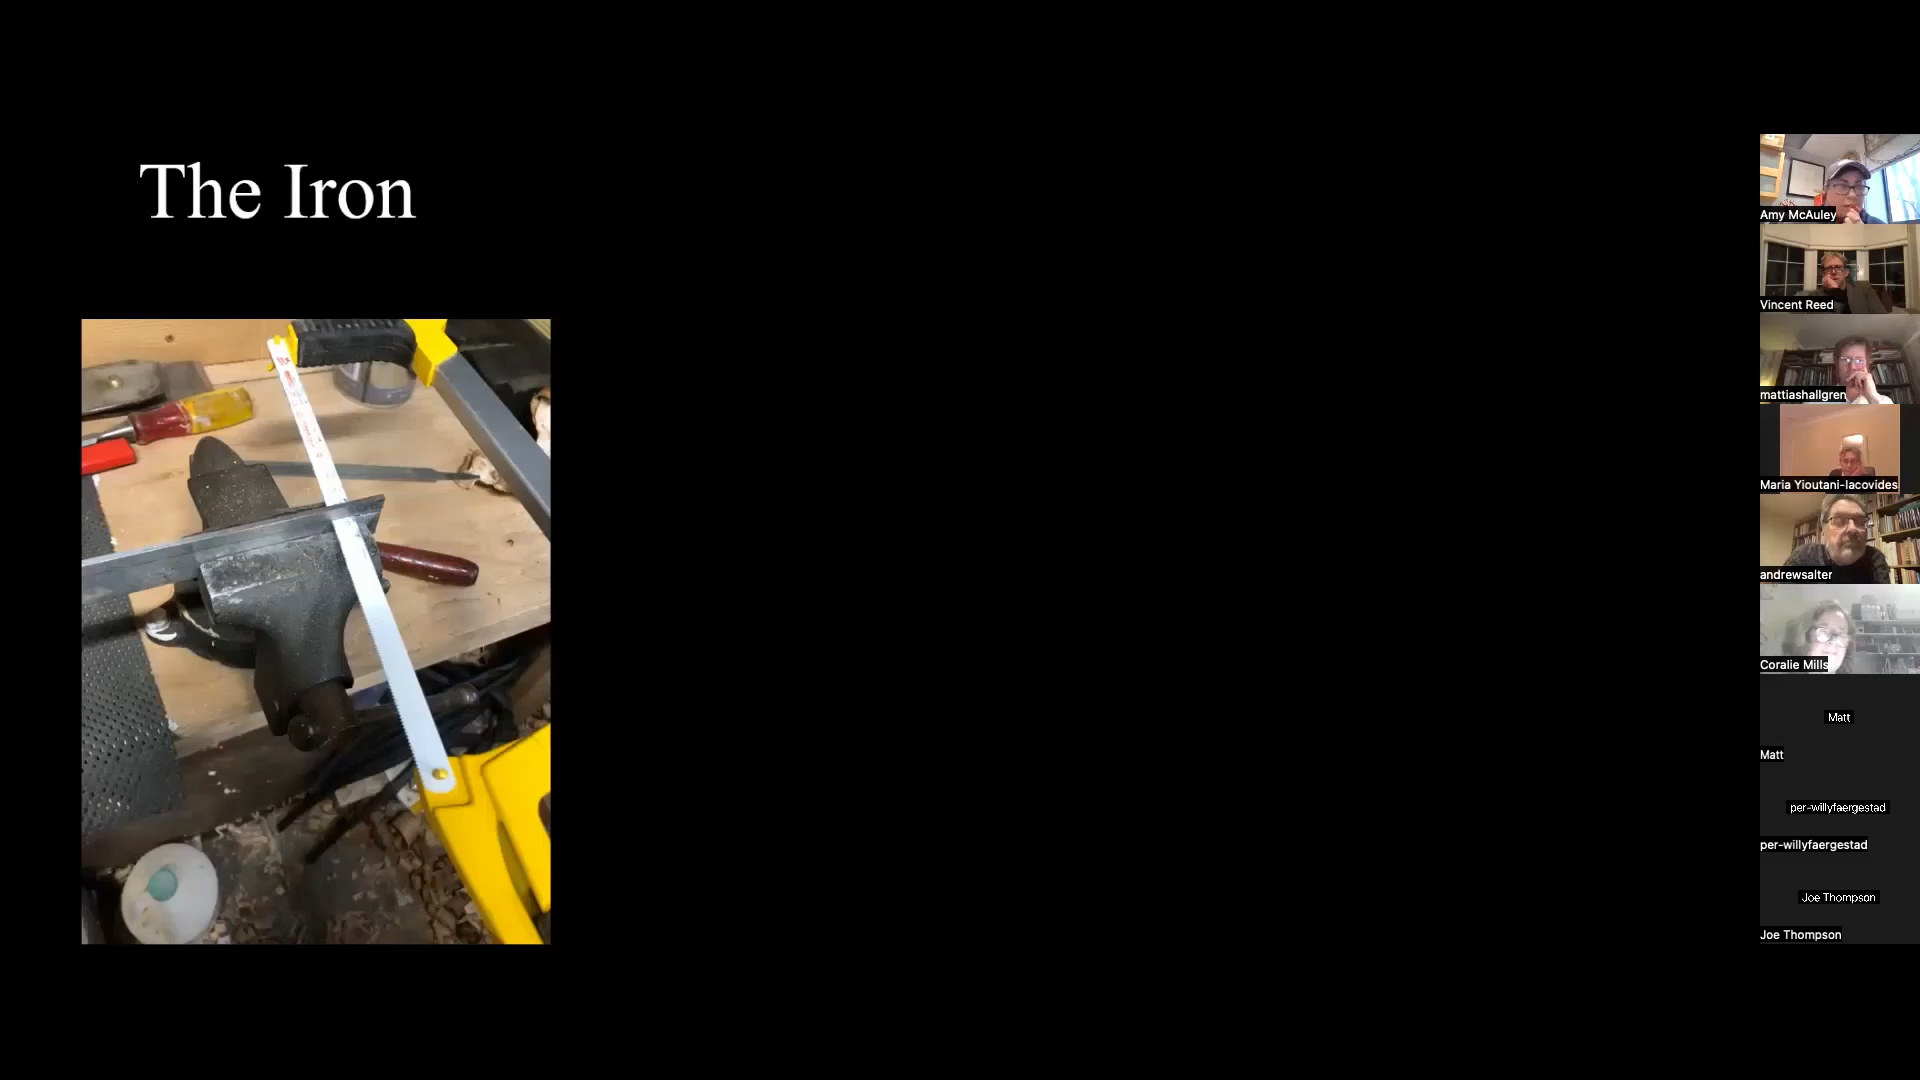 The Iron
Amy McAuley
Vincent Reed
mattiashallgren
Maria Yioutani-Iacovides
andrewsalter
Coralie Mills
Matt
Matt
per-willyfaergestad
per-willyfaergestad
Joe Thompson
Joe Thompson